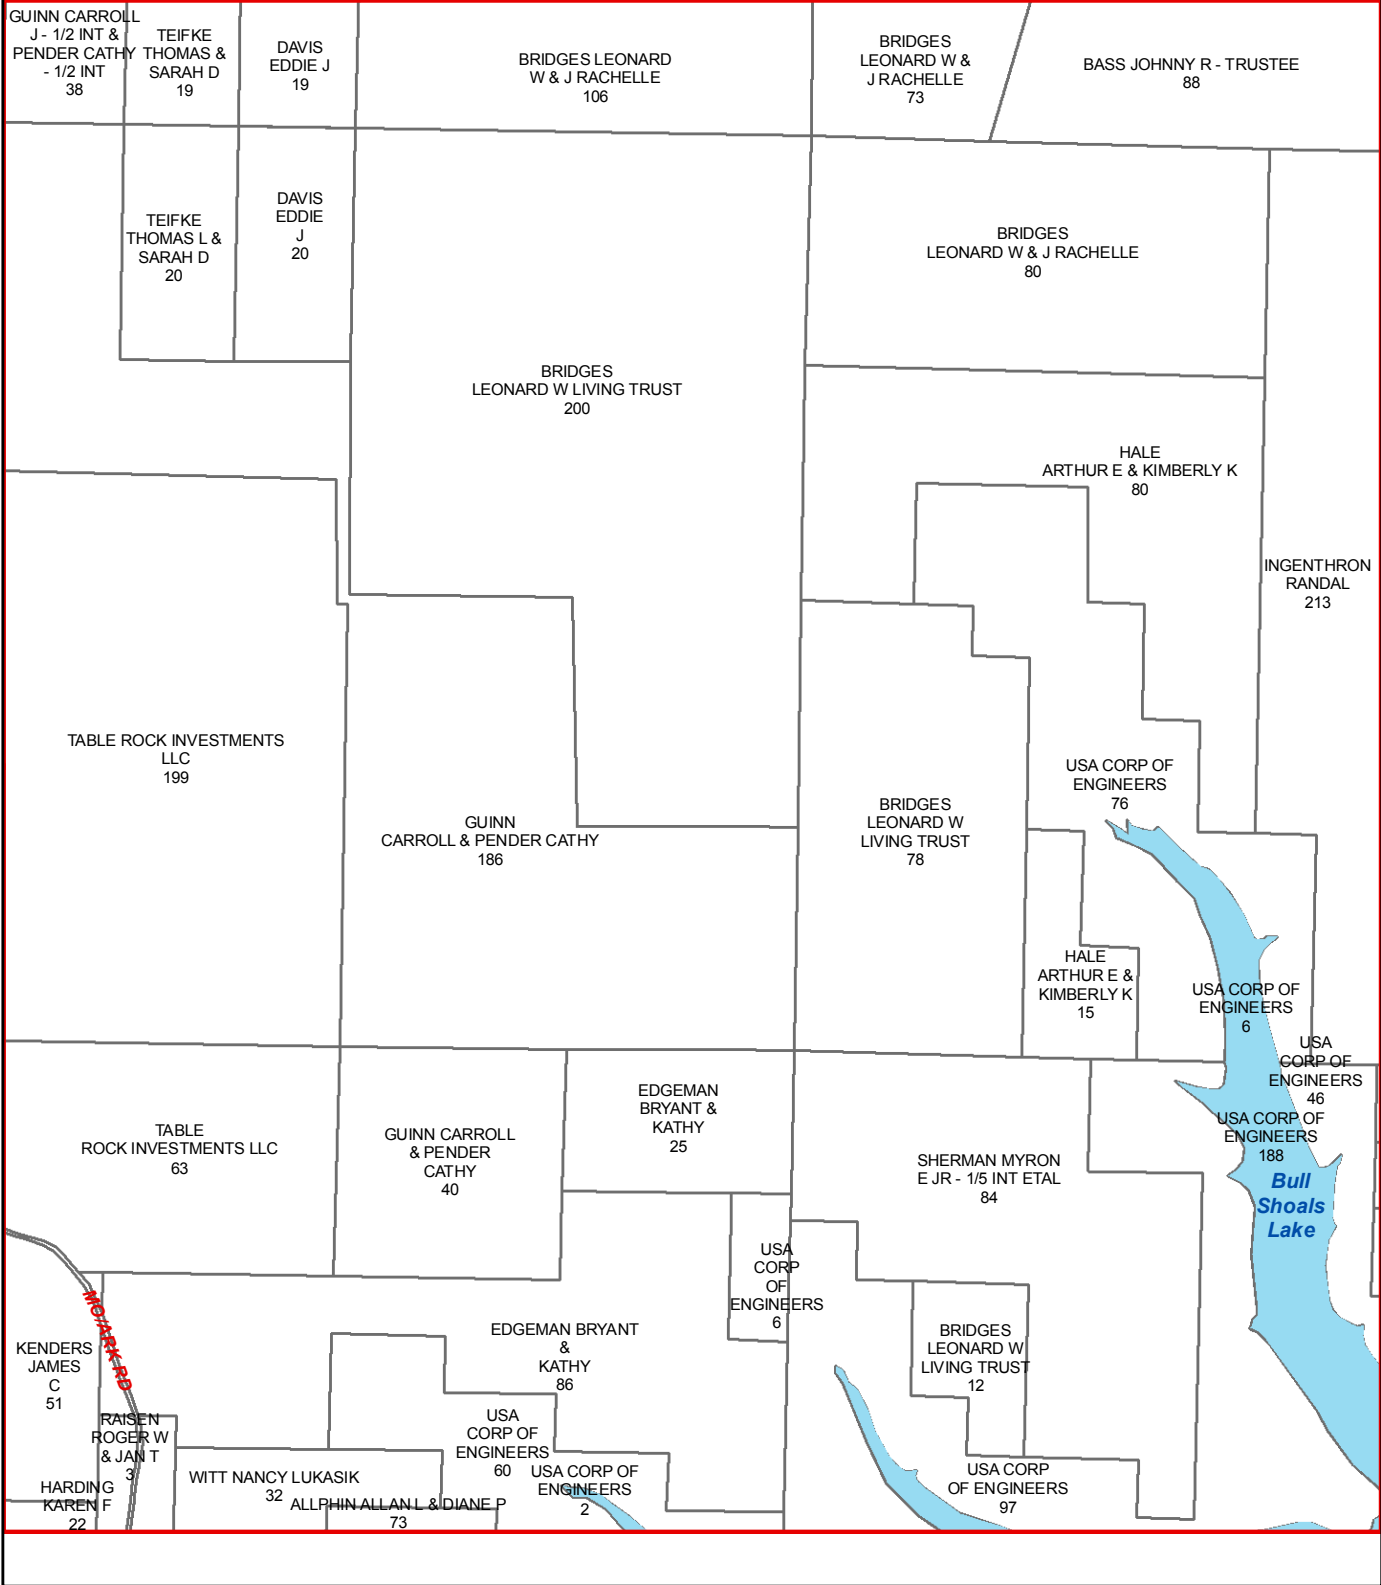 GUINN CARROLL
J - 1/2 INT &
PENDER CATHY
- 1/2 INT
38
TEIFKE
THOMAS &
SARAH D
19
DAVIS
EDDIE J
19
BRIDGES LEONARD
W & J RACHELLE
106
BRIDGES
LEONARD W &
J RACHELLE
73
BASS JOHNNY R - TRUSTEE
88
TEIFKE
THOMAS L &
SARAH D
20
DAVIS
EDDIE
J
20
BRIDGES
LEONARD W & J RACHELLE
80
BRIDGES
LEONARD W LIVING TRUST
200
HALE
ARTHUR E & KIMBERLY K
80
INGENTHRON
RANDAL
213
TABLE ROCK INVESTMENTS
LLC
199
GUINN
CARROLL & PENDER CATHY
186
BRIDGES
LEONARD W
LIVING TRUST
78
USA CORP OF
ENGINEERS
76
HALE
ARTHUR E &
KIMBERLY K
15
USA CORP OF
ENGINEERS
6
USA
CORP OF
ENGINEERS
46
TABLE
ROCK INVESTMENTS LLC
63
GUINN CARROLL
& PENDER
CATHY
40
EDGEMAN
BRYANT &
KATHY
25
SHERMAN MYRON
E JR - 1/5 INT ETAL
84
USA CORP OF
ENGINEERS
188
Bull
Shoals
Lake
USA
CORP
OF
ENGINEERS
6
MO/ARK RD
KENDERS
JAMES
C
51
EDGEMAN BRYANT
&
KATHY
86
BRIDGES
LEONARD W
LIVING TRUST
12
RAISEN
ROGER W
& JAN T
3
USA
CORP OF
ENGINEERS
60
HARDING
KAREN F
22
WITT NANCY LUKASIK
32
ALLPHIN ALLAN L & DIANE P
73
USA CORP OF
ENGINEERS
2
USA CORP
OF ENGINEERS
97